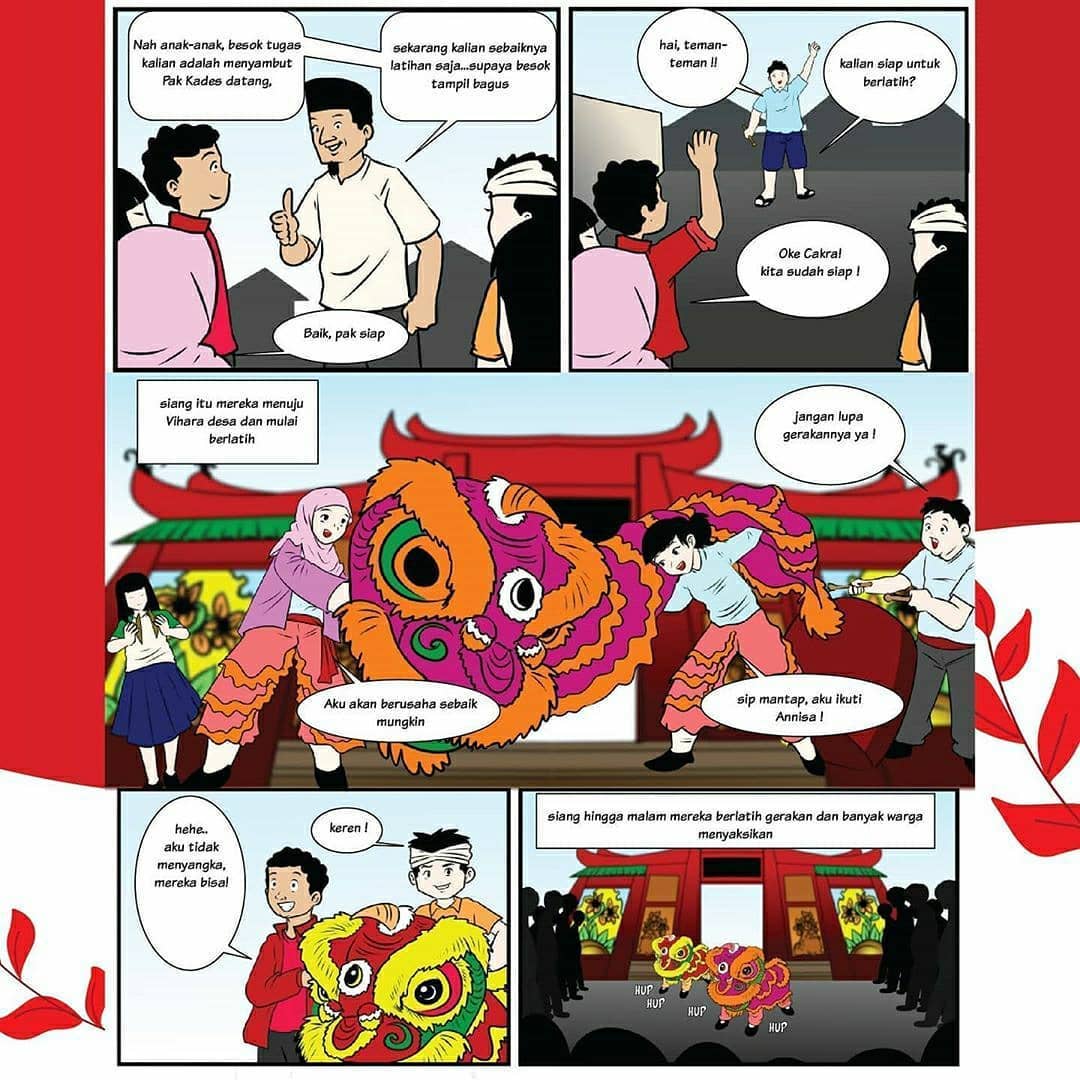 Nah anak-anak, besok tugas
kalian adalah menyambut
Pak Kades datang,
sekarang kalian sebaiknya
latihan saja...supaya besok
tampil bagus
Baik, pak siap
hai, teman-
teman !!
kalian siap untuk
berlatih?
Oke Cakra!
kita sudah siap !
siang itu mereka menuju
Vihara desa dan mulai
berlatih
jangan lupa
gerakannya ya !
Aku akan berusaha sebaik
mungkin
sip mantap, aku ikuti
Annisa !
hehe..
aku tidak
menyangka,
mereka bisa!
keren !
siang hingga malam mereka berlatih gerakan dan banyak warga
menyaksikan
HUP
HUP
HUP
HUP